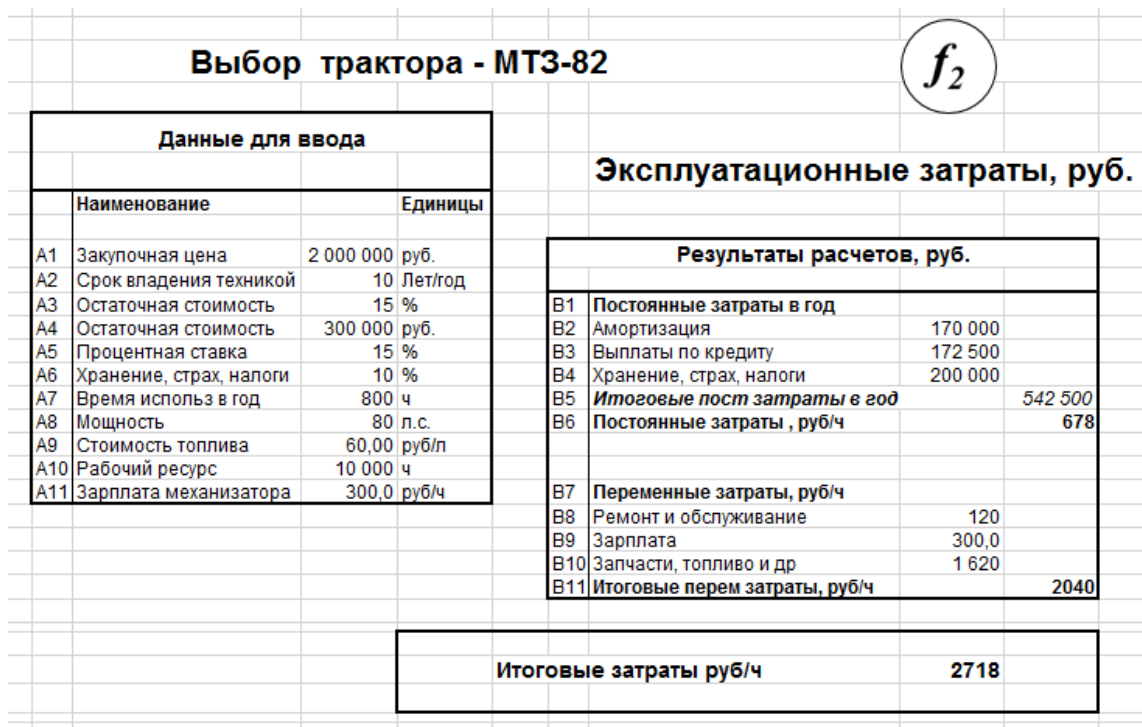 Выбор трактора - МТЗ-82
f2
Данные для ввода
Наименование Единицы
A1 Закупочная цена 2 000 000 руб.
A2 Срок владения техникой 10 Лет/год
A3 Остаточная стоимость 15 %
A4 Остаточная стоимость 300 000 руб.
A5 Процентная ставка 15 %
A6 Хранение, страх, налоги 10 %
A7 Время использ в год 800 ч
A8 Мощность 80 л.с.
A9 Стоимость топлива 60,00 руб/л
A10 Рабочий ресурс 10 000 ч
A11 Зарплата механизатора 300,0 руб/ч
Эксплуатационные затраты, руб.
Результаты расчетов, руб.
B1 Постоянные затраты в год
B2 Амортизация 170 000
B3 Выплаты по кредиту 172 500
B4 Хранение, страх, налоги 200 000
B5 Итоговые пост затраты в год 542 500
B6 Постоянные затраты , руб/ч 678
B7 Переменные затраты, руб/ч
B8 Ремонт и обслуживание 120
B9 Зарплата 300,0
B10 Запчасти, топливо и др 1 620
B11 Итоговые перем затраты, руб/ч 2040
Итоговые затраты руб/ч 2718